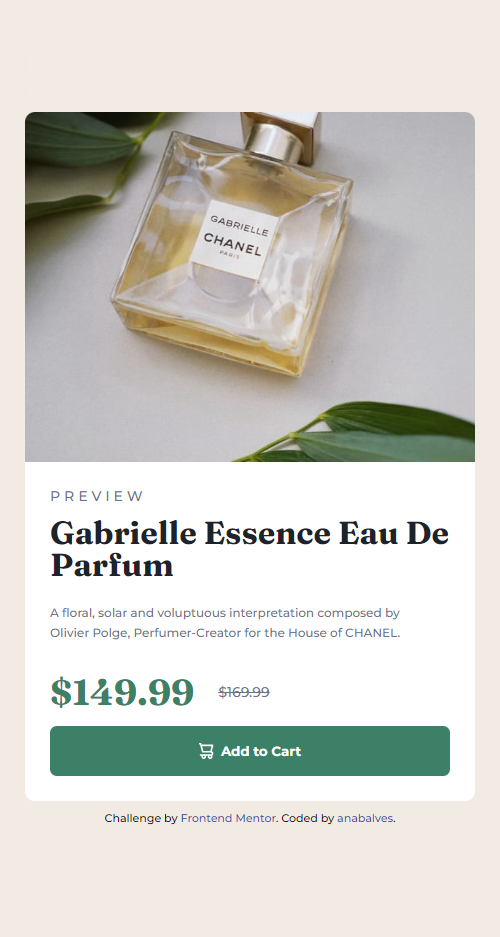 GABRIELLE
CHANEL
PARIS
PREVIEW
Gabrielle Essence Eau De
Parfum
A floral, solar and voluptuous interpretation composed by
Olivier Polge, Perfumer-Creator for the House of CHANEL.
$149.99 $169.99
Add to Cart
Challenge by Frontend Mentor. Coded by anabalves.